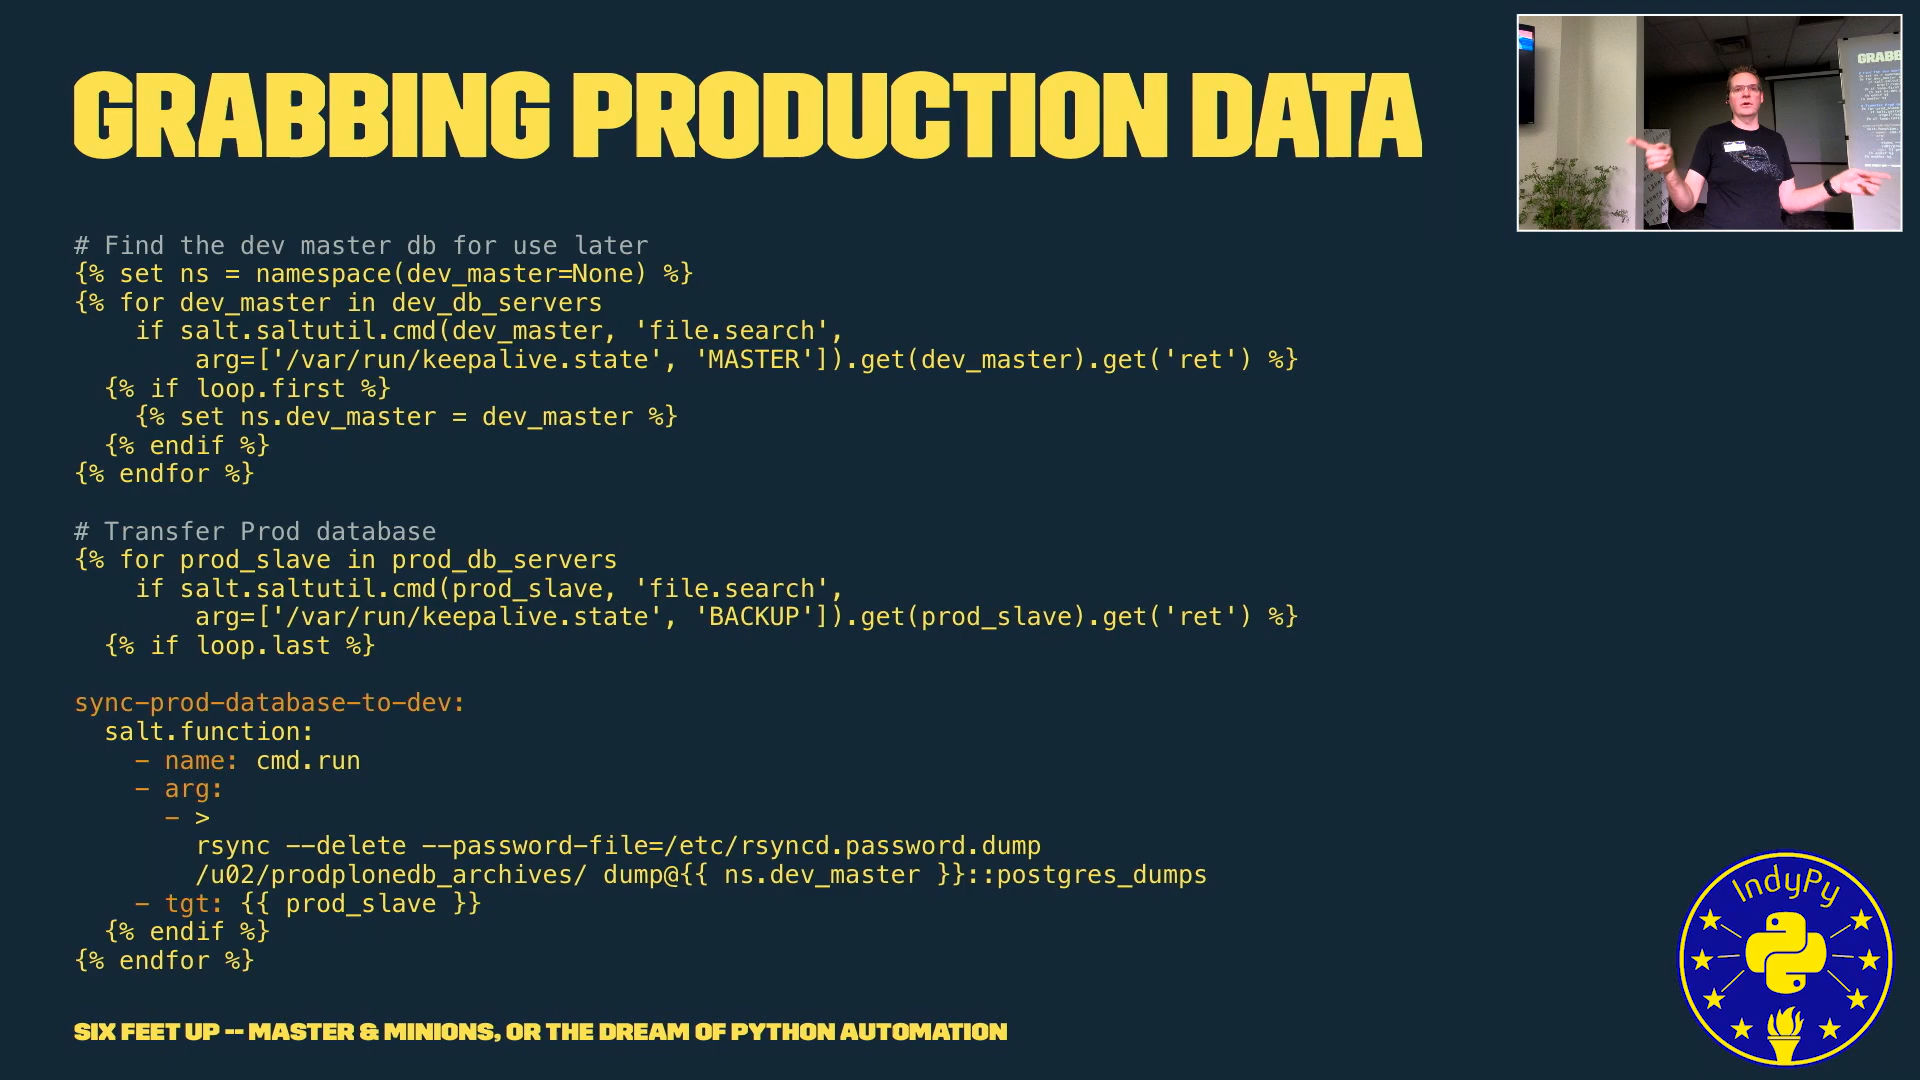 GRABBING PRODUCTION DATA
# Find the dev master db for use later
{% set ns = namespace(dev_master=None) %}
{% for dev_master in dev_db_servers
    if salt.saltutil.cmd(dev_master, 'file.search',
        arg=['/var/run/keepalive.state', 'MASTER']).get(dev_master).get('ret') %}
  {% if loop.first %}
    {% set ns.dev_master = dev_master %}
  {% endif %}
{% endfor %}
# Transfer Prod database
{% for prod_slave in prod_db_servers
    if salt.saltutil.cmd(prod_slave, 'file.search',
        arg=['/var/run/keepalive.state', 'BACKUP']).get(prod_slave).get('ret') %}
  {% if loop.last %}
sync-prod-database-to-dev:
  salt.function:
    - name: cmd.run
    - arg:
      - >
        rsync --delete --password-file=/etc/rsyncd.password.dump
        /u02/prodplonedb_archives/ dump@{{ ns.dev_master }}::postgres_dumps
    - tgt: {{ prod_slave }}
  {% endif %}
{% endfor %}
SIX FEET UP -- MASTER & MINIONS, OR THE DREAM OF PYTHON AUTOMATION
IndyPy